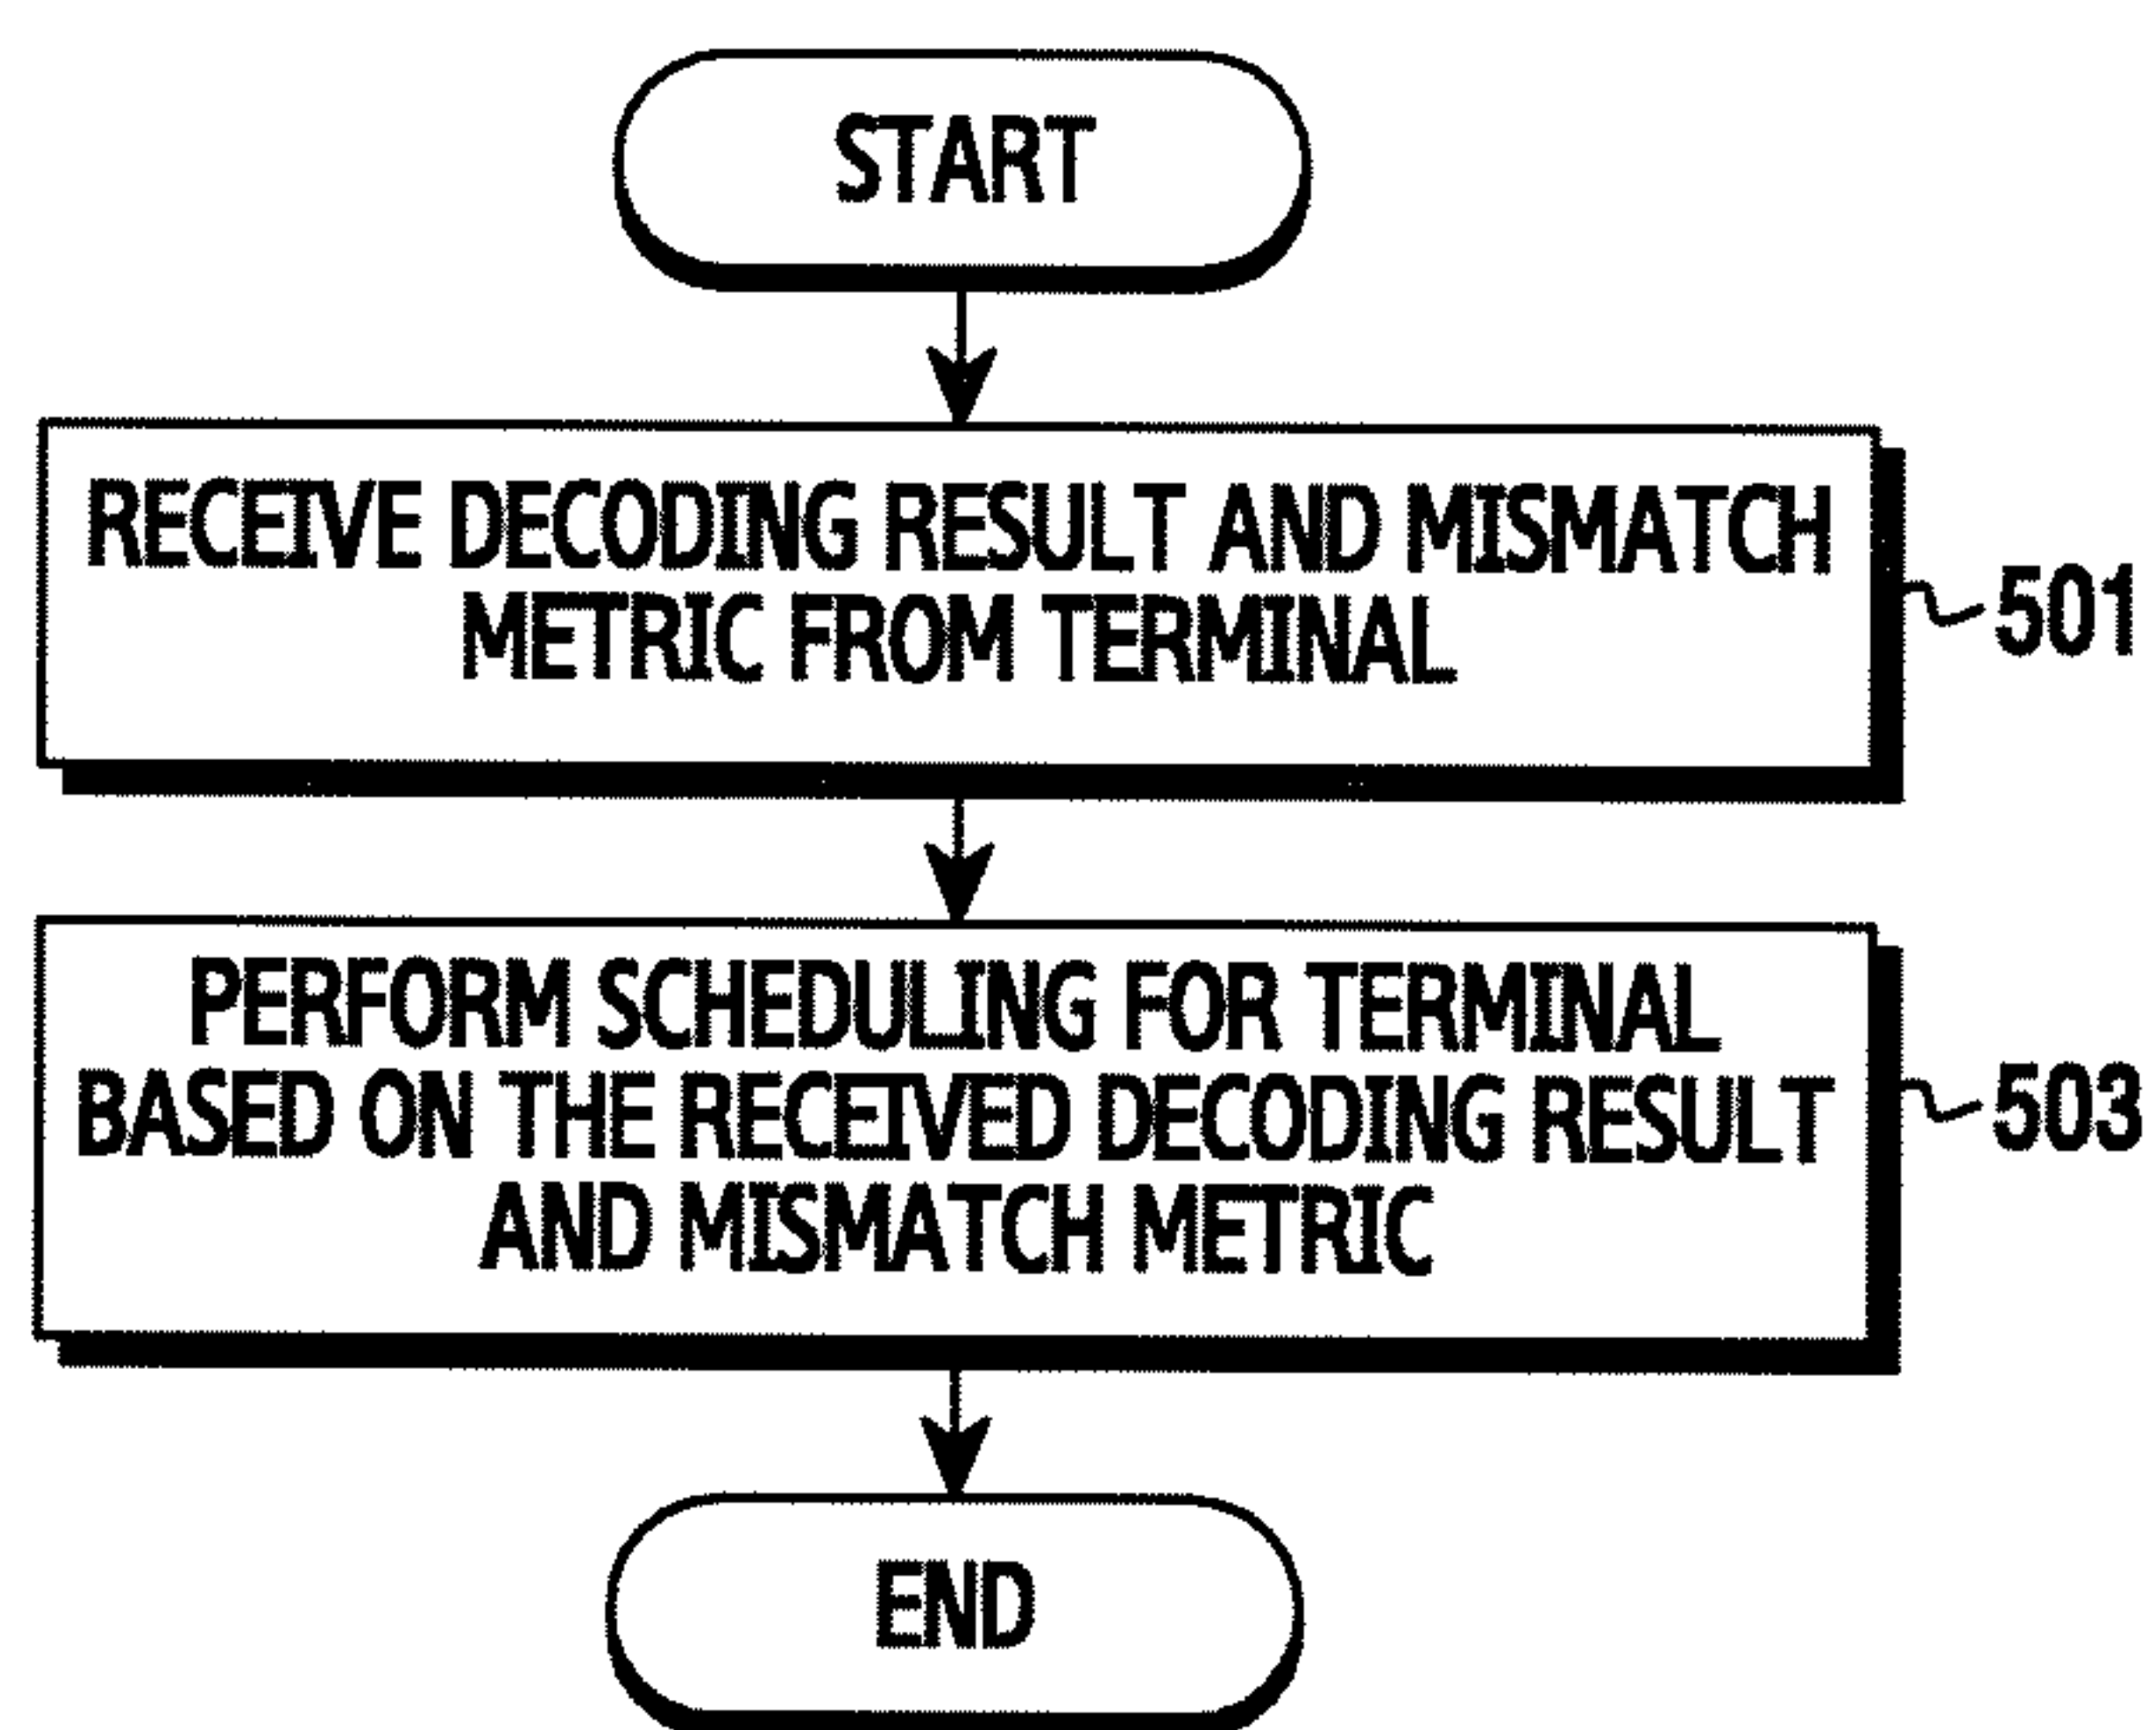 START
RECEIVE DECODING RESULT AND MISMATCH
METRIC FROM TERMINAL
501
PERFORM SCHEDULING FOR TERMINAL
BASED ON THE RECEIVED DECODING RESULT
AND MISMATCH METRIC
503
END